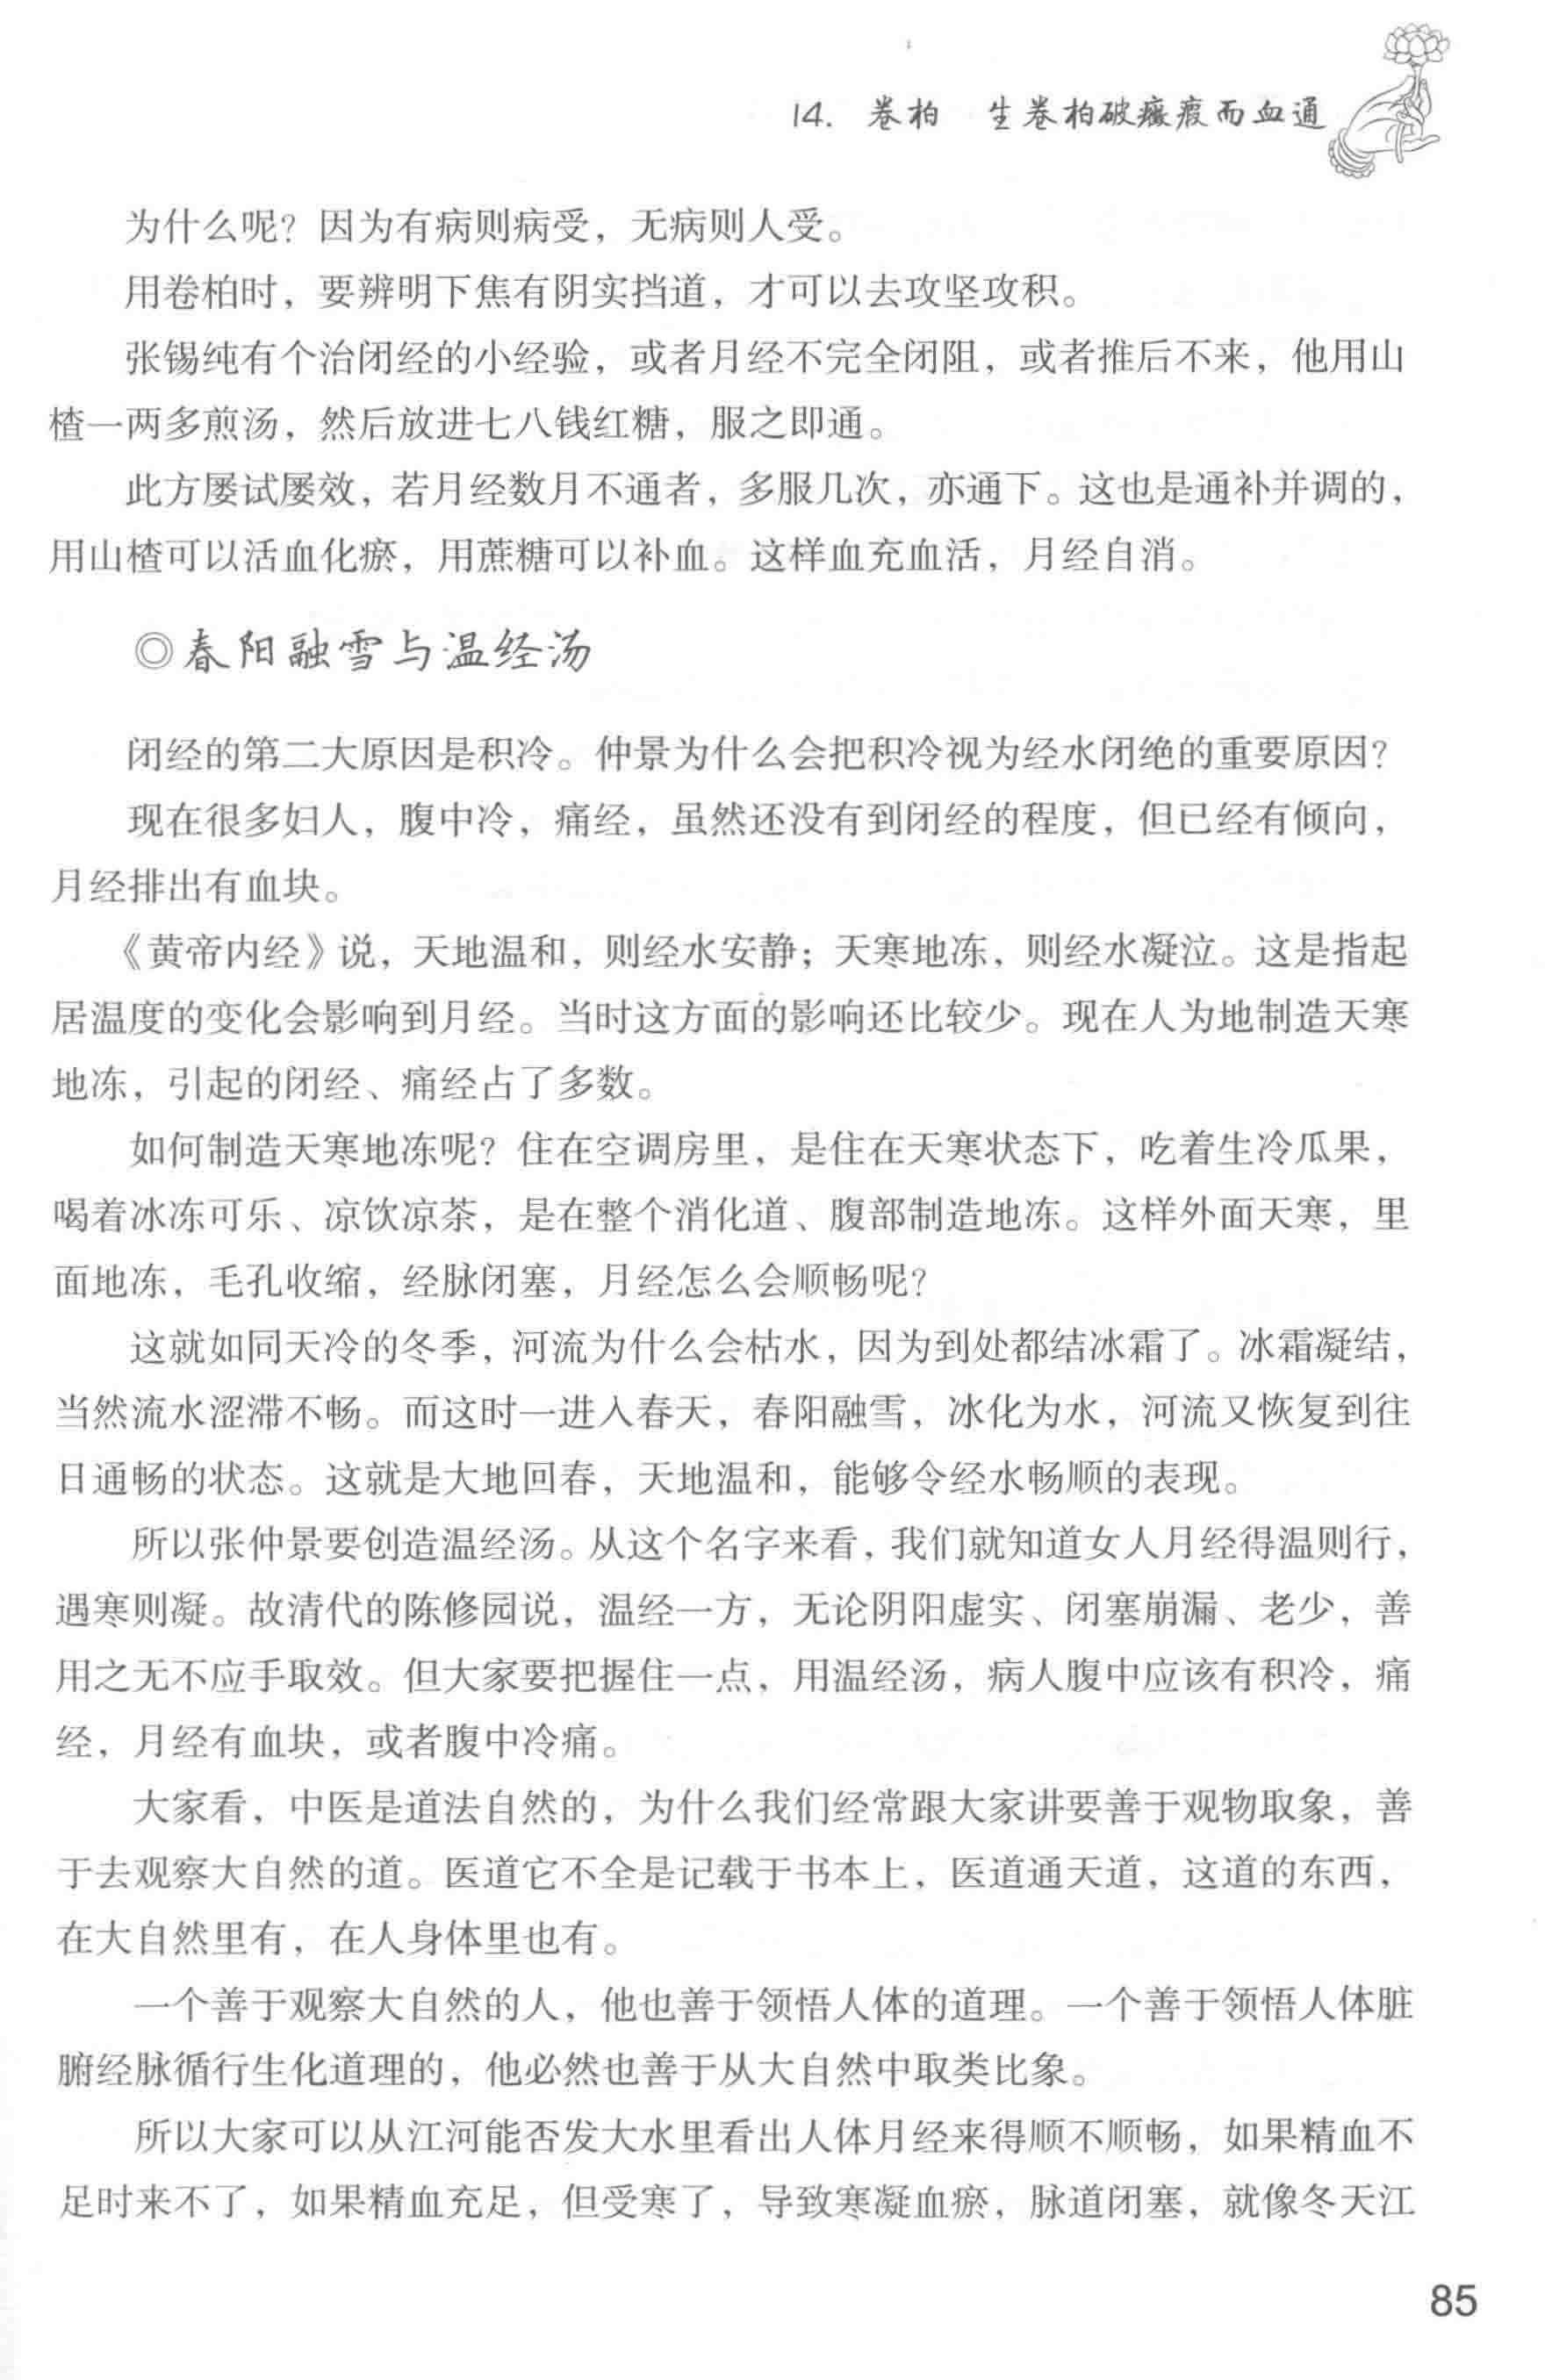 14. 卷柏 生卷柏破癥瘕而血通
为什么呢？因为有病则病受，无病则人受。
用卷柏时，要辨明下焦有阴实挡道，才可以去攻坚攻积。
张锡纯有个治闭经的小经验，或者月经不完全闭阻，或者推后不来，他用山
楂一两多煎汤，然后放进七八钱红糖，服之即通。
此方屡试屡效，若月经数月不通者，多服几次，亦通下。这也是通补并调的，
用山楂可以活血化瘀，用蔗糖可以补血。这样血充血活，月经自消。
◎春阳融雪与温经汤
闭经的第二大原因是积冷。仲景为什么会把积冷视为经水闭绝的重要原因？
现在很多妇人，腹中冷，痛经，虽然还没有到闭经的程度，但已经有倾向，
月经排出有血块。
《黄帝内经》说，天地温和，则经水安静；天寒地冻，则经水凝泣。这是指起
居温度的变化会影响到月经。当时这方面的影响还比较少。现在人为地制造天寒
地冻，引起的闭经、痛经占了多数。
如何制造天寒地冻呢？住在空调房里，是住在天寒状态下，吃着生冷瓜果，
喝着冰冻可乐、凉饮凉茶，是在整个消化道、腹部制造地冻。这样外面天寒，里
面地冻，毛孔收缩，经脉闭塞，月经怎么会顺畅呢？
这就如同天冷的冬季，河流为什么会枯水，因为到处都结冰霜了。冰霜凝结，
当然流水涩滞不畅。而这时一进入春天，春阳融雪，冰化为水，河流又恢复到往
日通畅的状态。这就是大地回春，天地温和，能够令经水畅顺的表现。
所以张仲景要创造温经汤。从这个名字来看，我们就知道女人月经得温则行，
遇寒则凝。故清代的陈修园说，温经一方，无论阴阳虚实、闭塞崩漏、老少，善
用之无不应手取效。但大家要把握住一点，用温经汤，病人腹中应该有积冷，痛
经，月经有血块，或者腹中冷痛。
大家看，中医是道法自然的，为什么我们经常跟大家讲要善于观物取象，善
于去观察大自然的道。医道它不全是记载于书本上，医道通天道，这道的东西，
在大自然里有，在人身体里也有。
一个善于观察大自然的人，他也善于领悟人体的道理。一个善于领悟人体脏
腑经脉循行生化道理的，他必然也善于从大自然中取类比象。
所以大家可以从江河能否发大水里看出人体月经来得顺不顺畅，如果精血不
足时来不了，如果精血充足，但受寒了，导致寒凝血瘀，脉道闭塞，就像冬天江
85